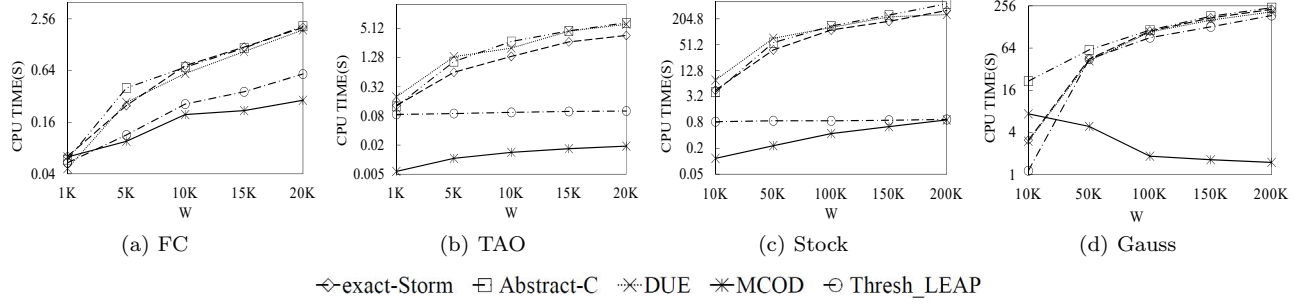 CPU TIME(S)
2.56
0.64
0.16
0.04
1K 5K 10K 15K 20K
W
(a) FC
CPU TIME(S)
5.12
1.28
0.32
0.08
0.02
0.005
1K 5K 10K 15K 20K
W
(b) TAO
CPU TIME(S)
204.8
51.2
12.8
3.2
0.8
0.2
0.05
10K 50K 100K 150K 200K
W
(c) Stock
CPU TIME(S)
256
64
16
4
1
10K 50K 100K 150K 200K
W
(d) Gauss
exact-Storm Abstract-C DUE MCOD Thresh_LEAP